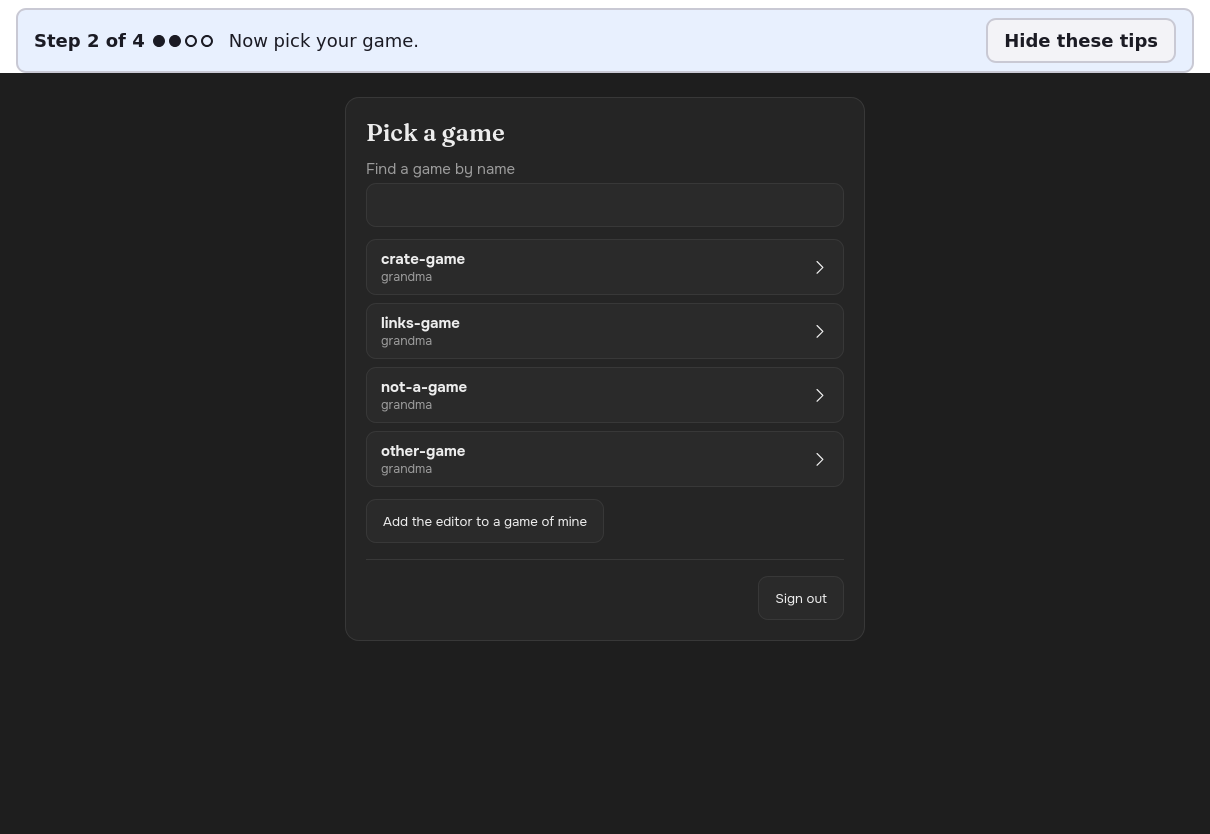 Step 2 of 4 Now pick your game.
Hide these tips
Pick a game
Find a game by name
crate-game
grandma
links-game
grandma
not-a-game
grandma
other-game
grandma
Add the editor to a game of mine
Sign out